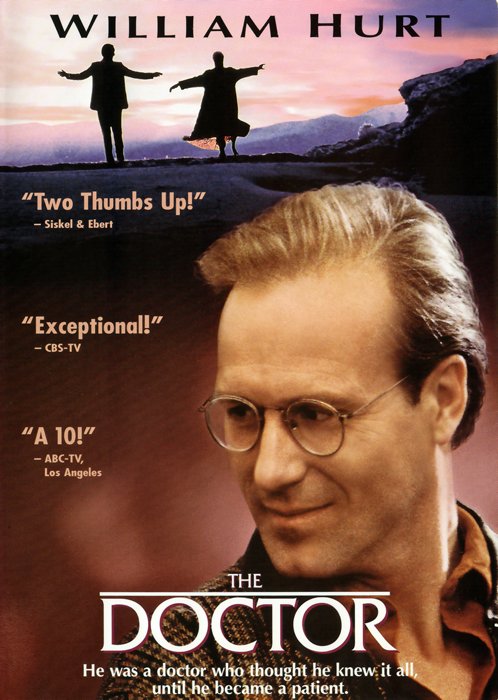 WILLIAM HURT
“Two Thumbs Up!”
– Siskel & Ebert
“Exceptional!”
– CBS-TV
“A 10!”
– ABC-TV,
Los Angeles
THE
DOCTOR
He was a doctor who thought he knew it all,
until he became a patient.